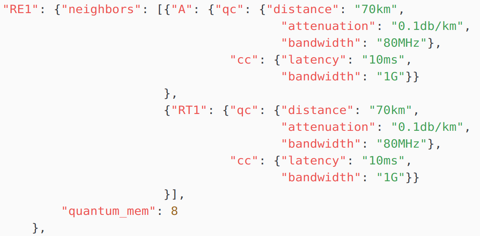 "RE1": {"neighbors": [{"A": {"qc": {"distance": "70km",
"attenuation": "0.1db/km",
"bandwidth": "80MHz"},
"cc": {"latency": "10ms",
"bandwidth": "1G"}}
},
{"RT1": {"qc": {"distance": "70km",
"attenuation": "0.1db/km",
"bandwidth": "80MHz"},
"cc": {"latency": "10ms",
"bandwidth": "1G"}}
}],
"quantum_mem": 8
},